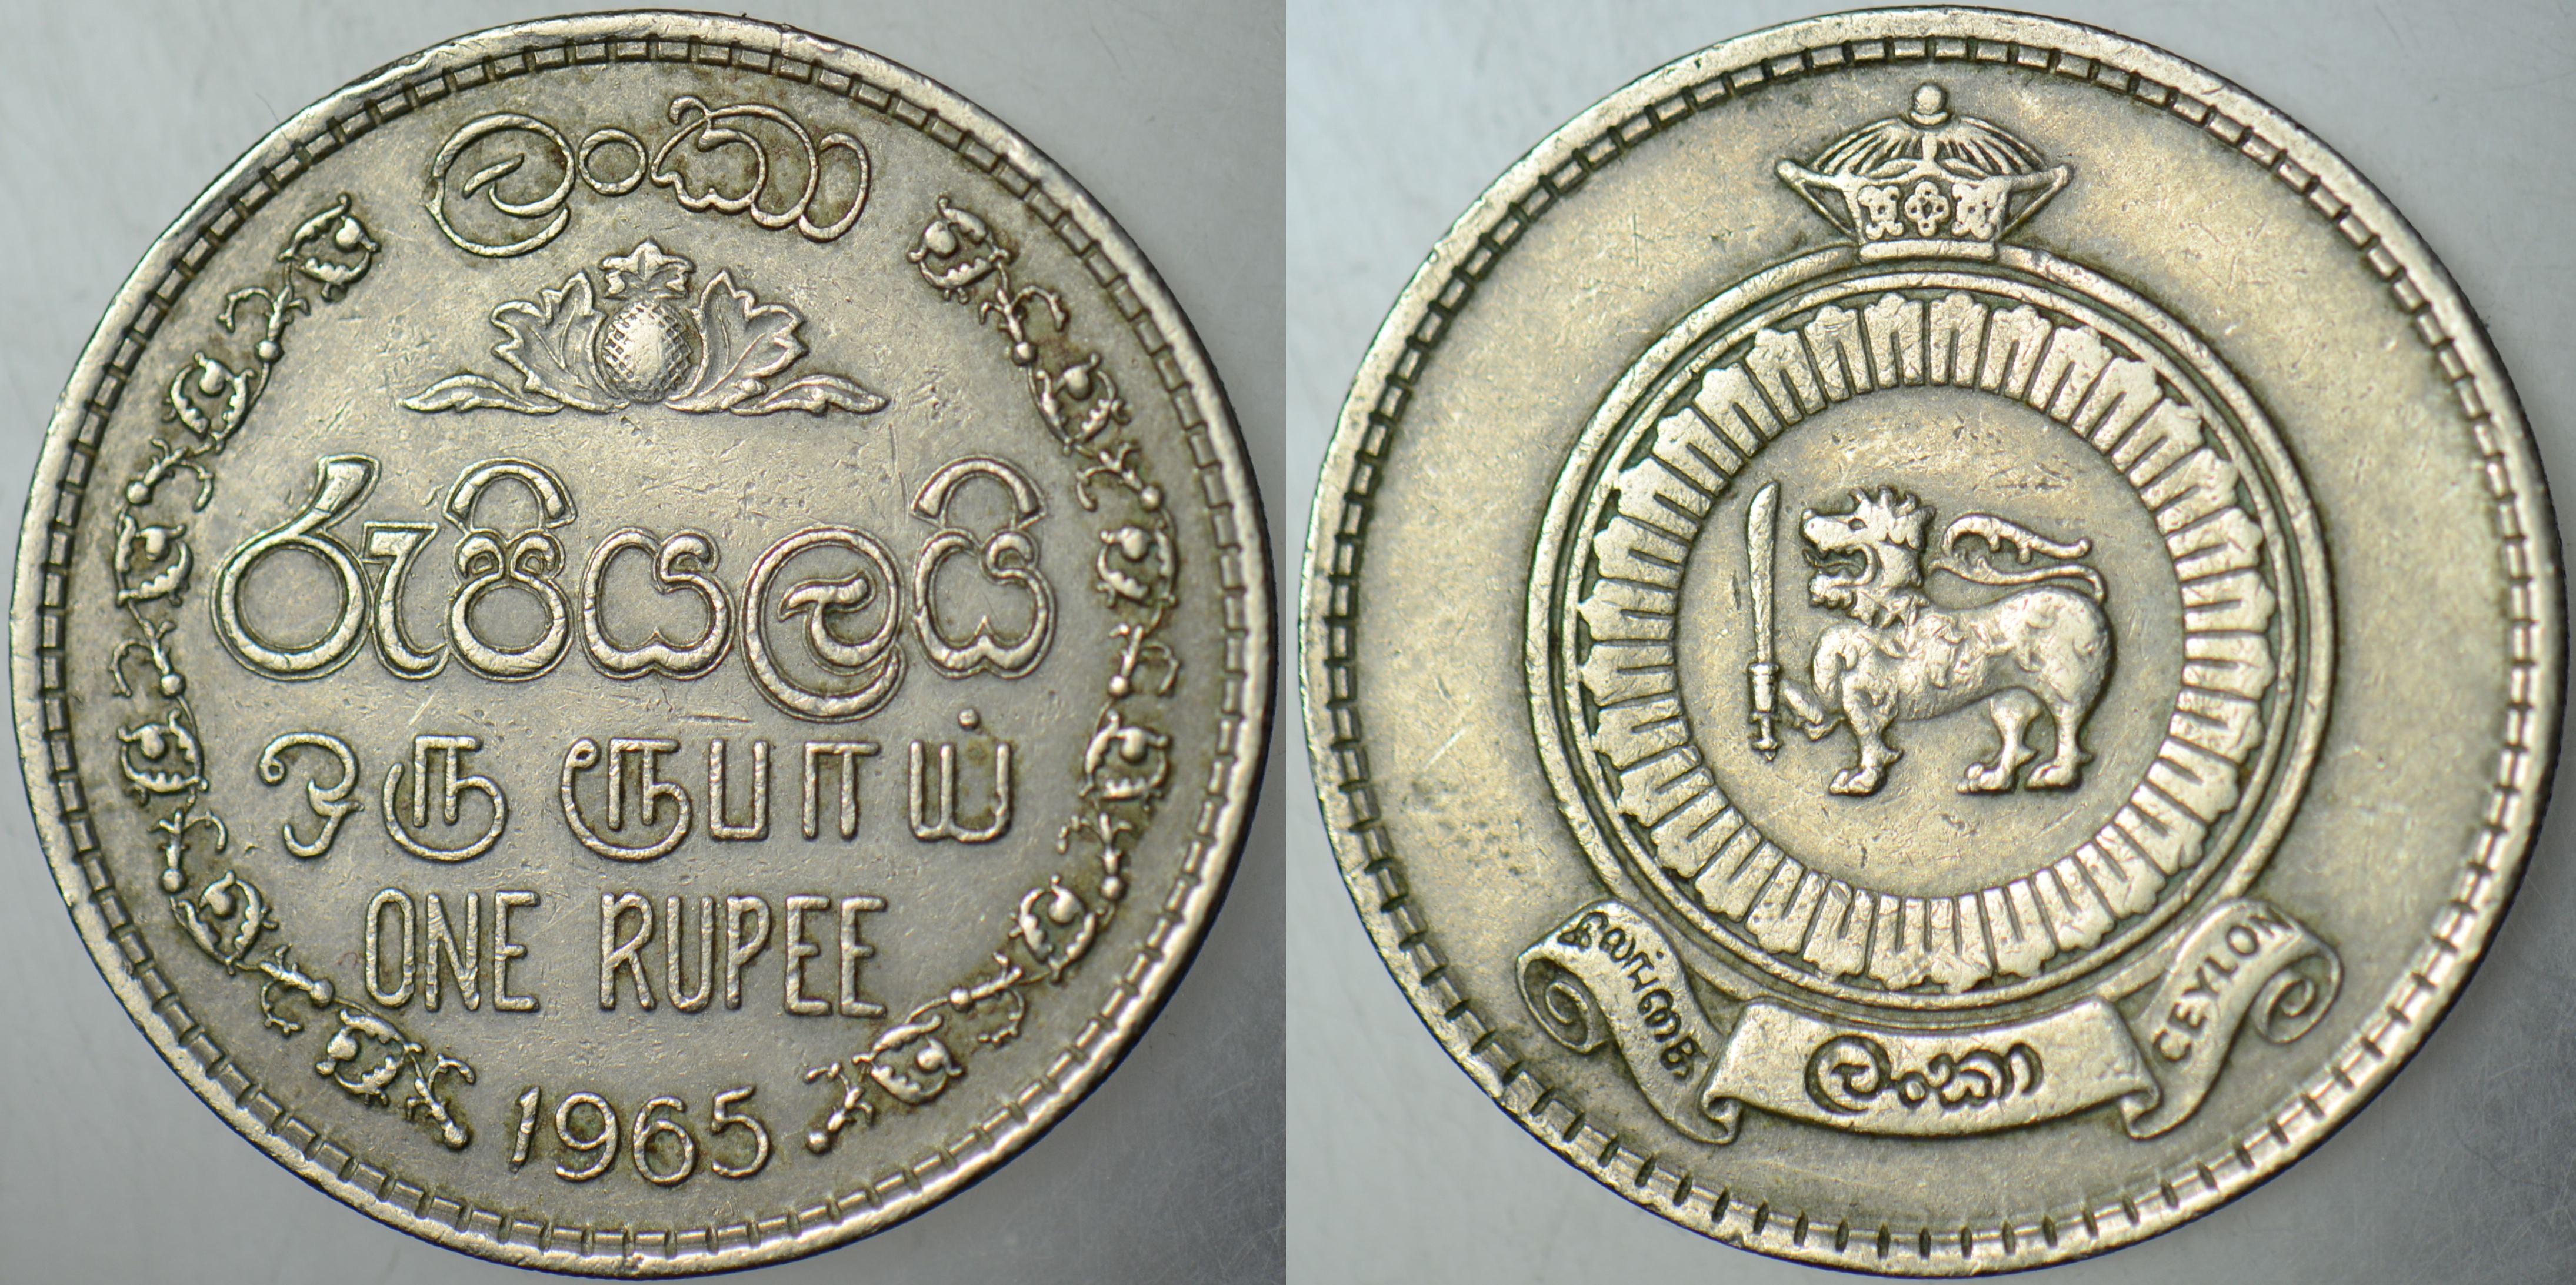 ලංකා
රුපියලයි
ஒரு ரூபாய்
ONE RUPEE
1965
இலங்கை
ලංකා
CEYLON